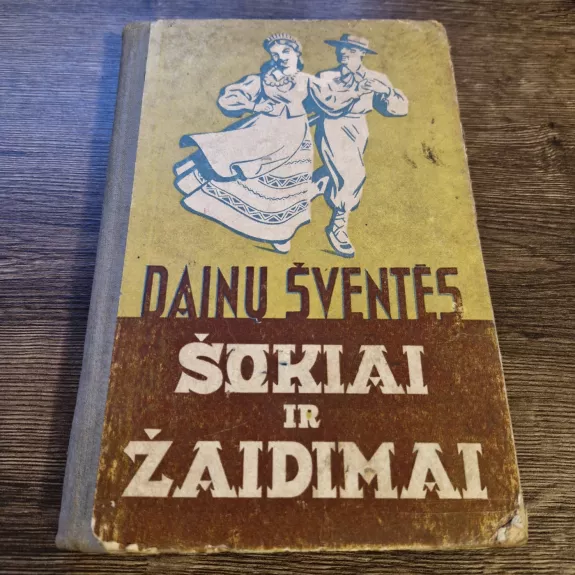 DAINŲ ŠVENTĖS
ŠOKIAI
IR
ŽAIDIMAI